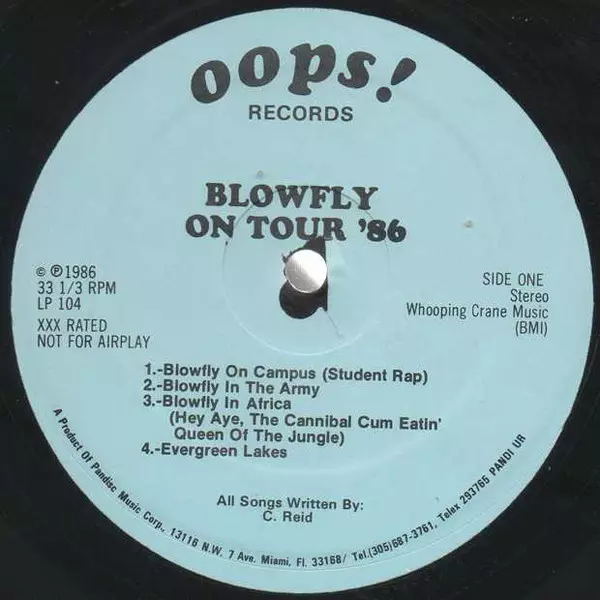 oops!
RECORDS
BLOWFLY
ON TOUR '86
© ℗ 1986
33 1/3 RPM
LP 104
XXX RATED
NOT FOR AIRPLAY
SIDE ONE
Stereo
Whooping Crane Music
(BMI)
1.-Blowfly On Campus (Student Rap)
2.-Blowfly In The Army
3.-Blowfly In Africa
(Hey Aye, The Cannibal Cum Eatin'
Queen Of The Jungle)
4.-Evergreen Lakes
All Songs Written By:
C. Reid
A Product Of Pandisc Music Corp., 13116 N.W. 7 Ave. Miami, Fl. 33168/ Tel.(305)687-3761, Telex 293765 PANDI UR